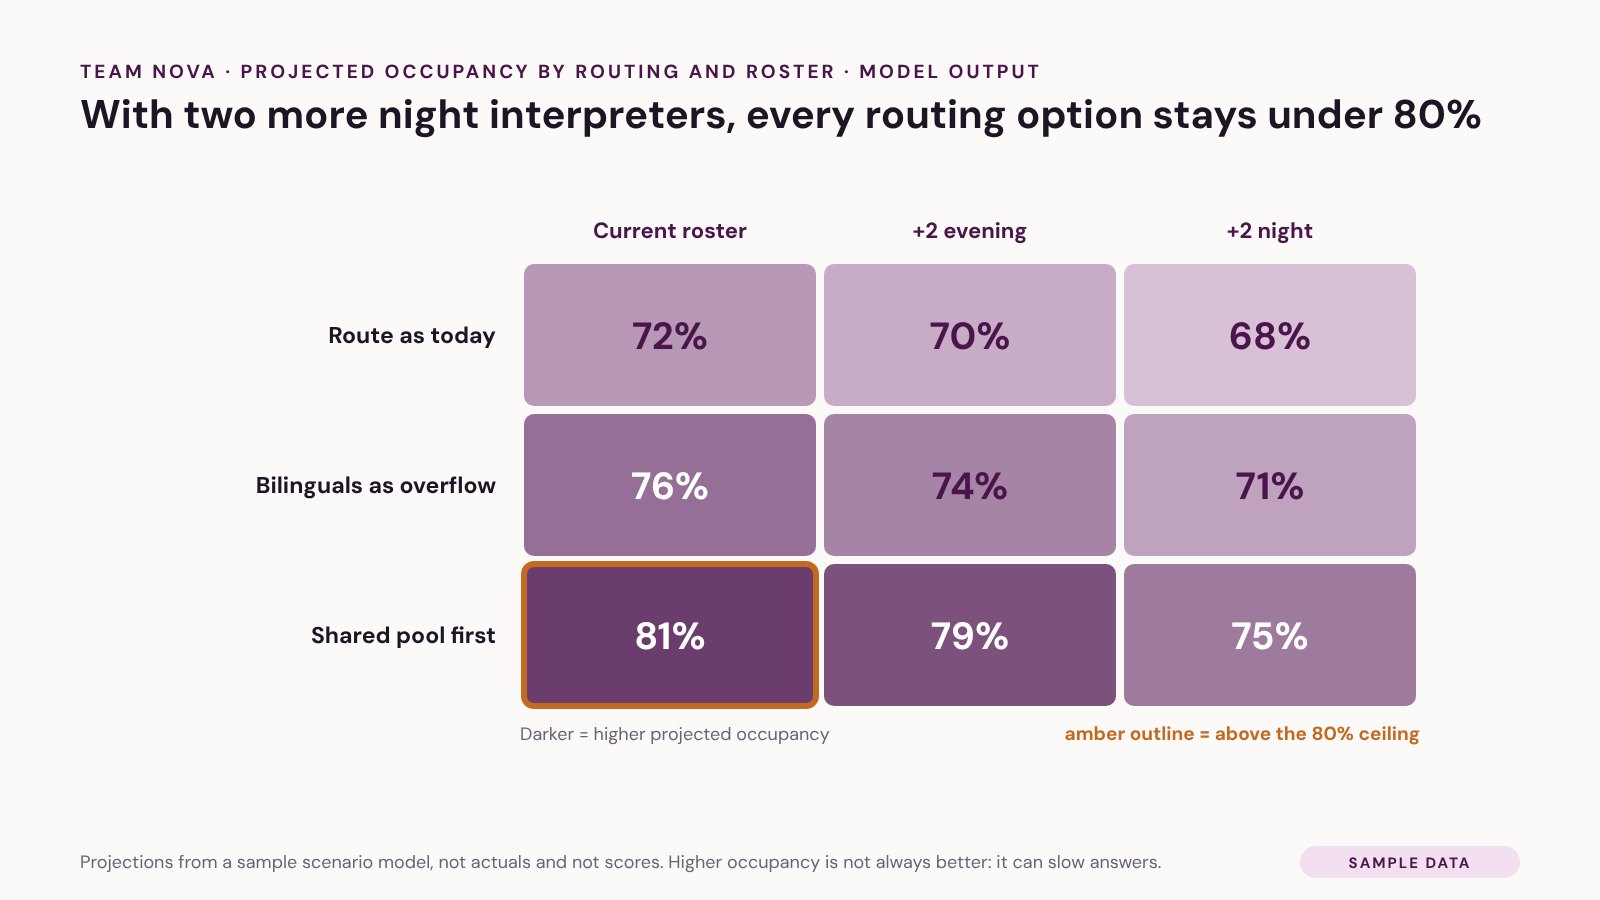 TEAM NOVA · PROJECTED OCCUPANCY BY ROUTING AND ROSTER · MODEL OUTPUT
With two more night interpreters, every routing option stays under 80%
Current roster
+2 evening
+2 night
Route as today
72%
70%
68%
Bilinguals as overflow
76%
74%
71%
Shared pool first
81%
79%
75%
Darker = higher projected occupancy
amber outline = above the 80% ceiling
Projections from a sample scenario model, not actuals and not scores. Higher occupancy is not always better: it can slow answers.
SAMPLE DATA